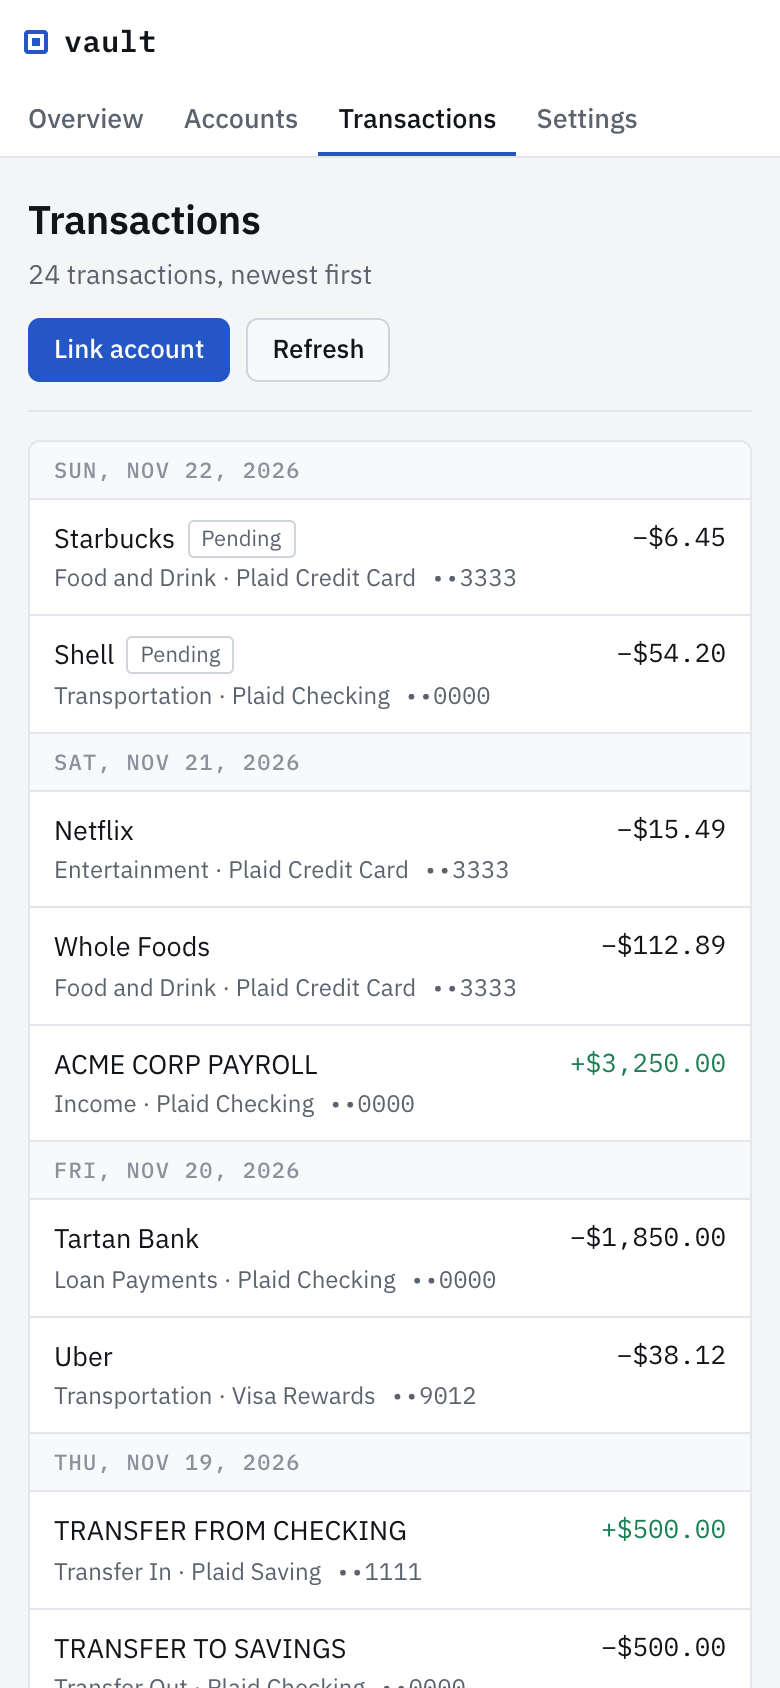 vault
Overview Accounts Transactions Settings
Transactions
24 transactions, newest first
Link account Refresh
SUN, NOV 22, 2026
Starbucks Pending −$6.45
Food and Drink · Plaid Credit Card ••3333
Shell Pending −$54.20
Transportation · Plaid Checking ••0000
SAT, NOV 21, 2026
Netflix −$15.49
Entertainment · Plaid Credit Card ••3333
Whole Foods −$112.89
Food and Drink · Plaid Credit Card ••3333
ACME CORP PAYROLL +$3,250.00
Income · Plaid Checking ••0000
FRI, NOV 20, 2026
Tartan Bank −$1,850.00
Loan Payments · Plaid Checking ••0000
Uber −$38.12
Transportation · Visa Rewards ••9012
THU, NOV 19, 2026
TRANSFER FROM CHECKING +$500.00
Transfer In · Plaid Saving ••1111
TRANSFER TO SAVINGS −$500.00
Transfer Out · Plaid Checking ••0000